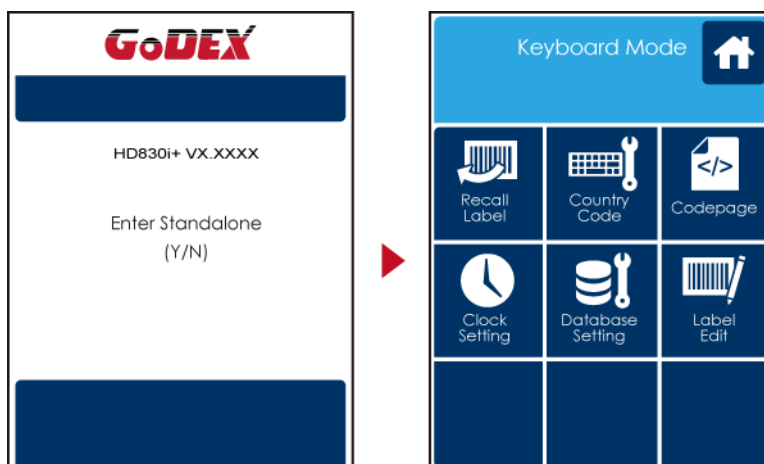 GoDEX
HD830i+ VX.XXXX
Enter Standalone
(Y/N)
Keyboard Mode
Recall
Label
Country
Code
</>
Codepage
Clock
Setting
Database
Setting
Label
Edit